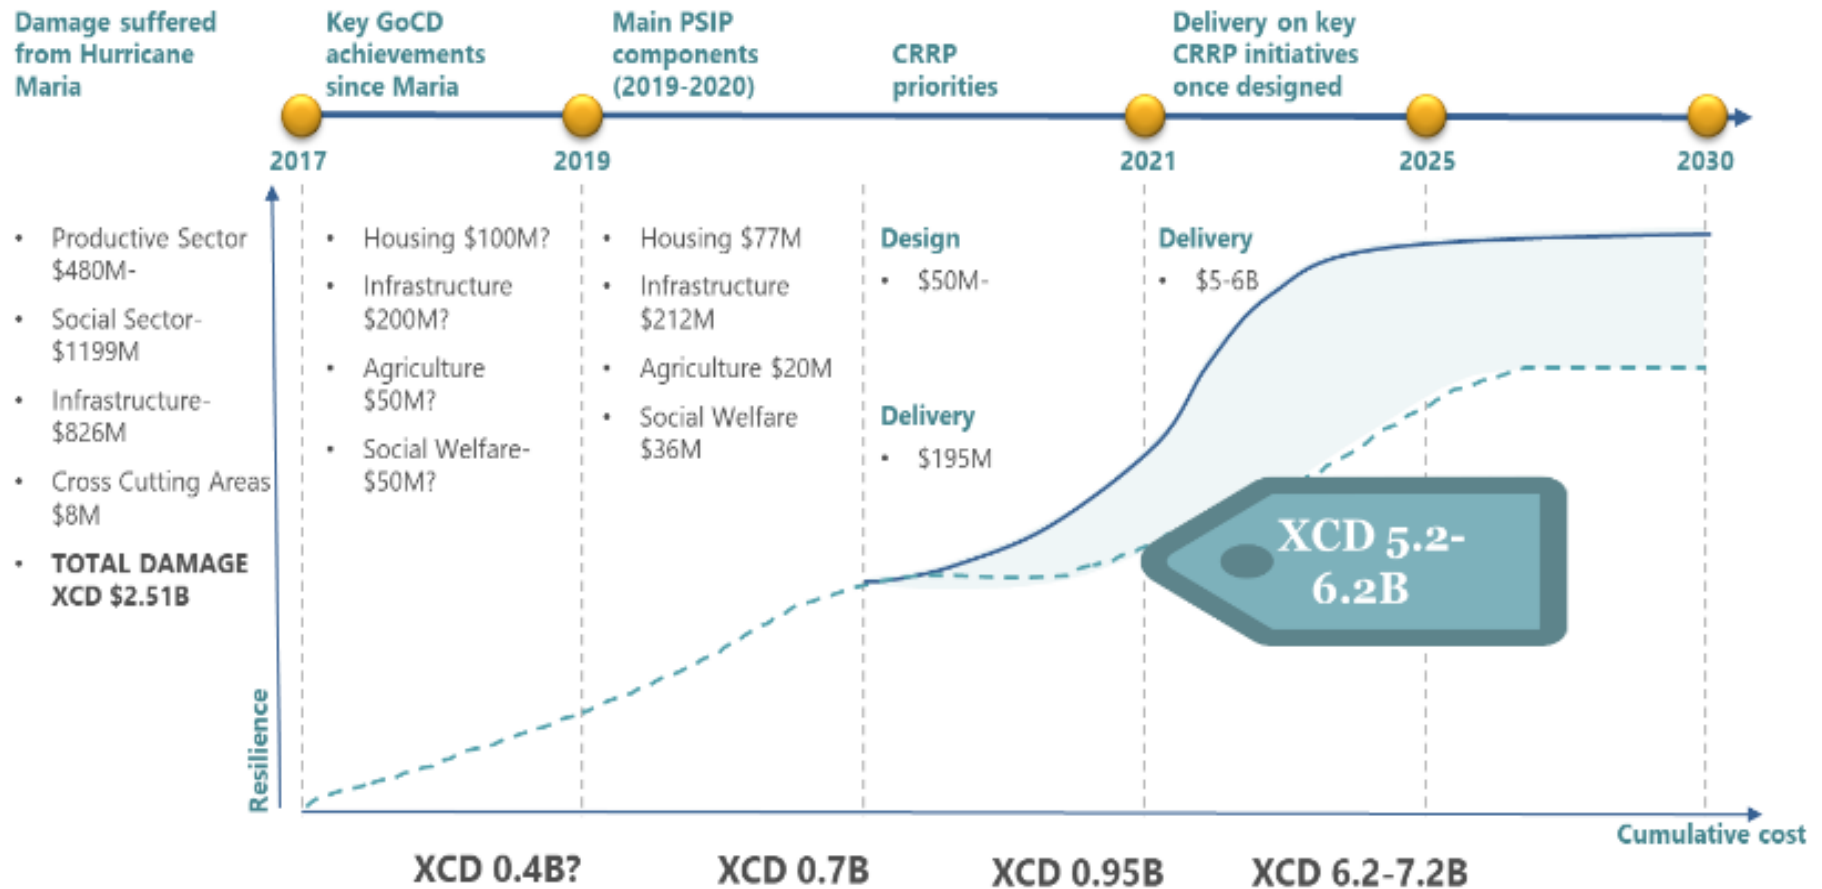 Damage suffered
from Hurricane
Maria
Key GoCD
achievements
since Maria
Main PSIP
components
(2019-2020)
CRRP
priorities
Delivery on key
CRRP initiatives
once designed
2017
2019
2021
2025
2030
• Productive Sector
$480M-
• Social Sector-
$1199M
• Infrastructure-
$826M
• Cross Cutting Areas
$8M
• TOTAL DAMAGE
XCD $2.51B
• Housing $100M?
• Infrastructure
$200M?
• Agriculture
$50M?
• Social Welfare-
$50M?
• Housing $77M
• Infrastructure
$212M
• Agriculture $20M
• Social Welfare
$36M
Design
• $50M-
Delivery
• $195M
Delivery
• $5-6B
XCD 5.2-
6.2B
Resilience
Cumulative cost
XCD 0.4B?
XCD 0.7B
XCD 0.95B
XCD 6.2-7.2B